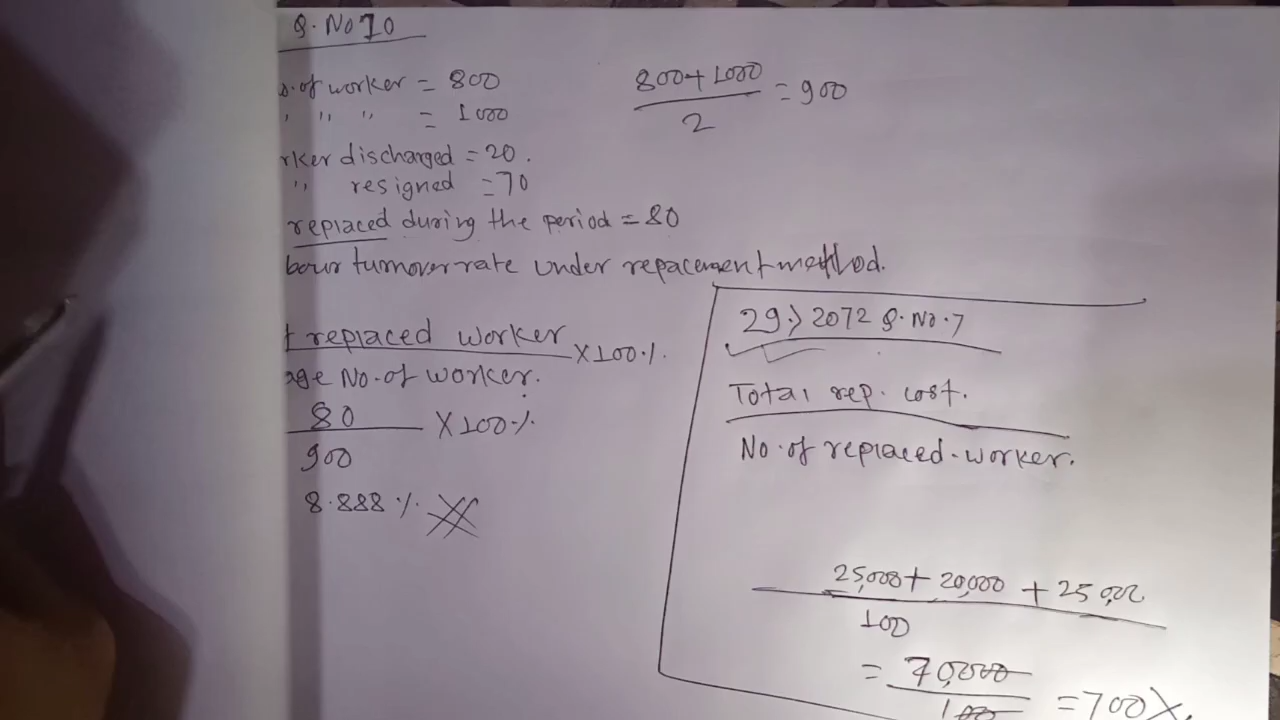 Q. No 10
o. of worker = 800
" " " = 1000
rker discharged = 20.
" resigned = 70
replaced during the period = 80
bour turnover rate under repacement method.
t replaced worker
age No. of worker. X 100%.
80
900 X 100%
8.888%
800 + 1000
2 = 900
29) 2072 Q. No. 7
Total rep. cost.
No. of replaced. worker.
25,000 + 20,000 + 25,000
100
= 70,000
100 = 700